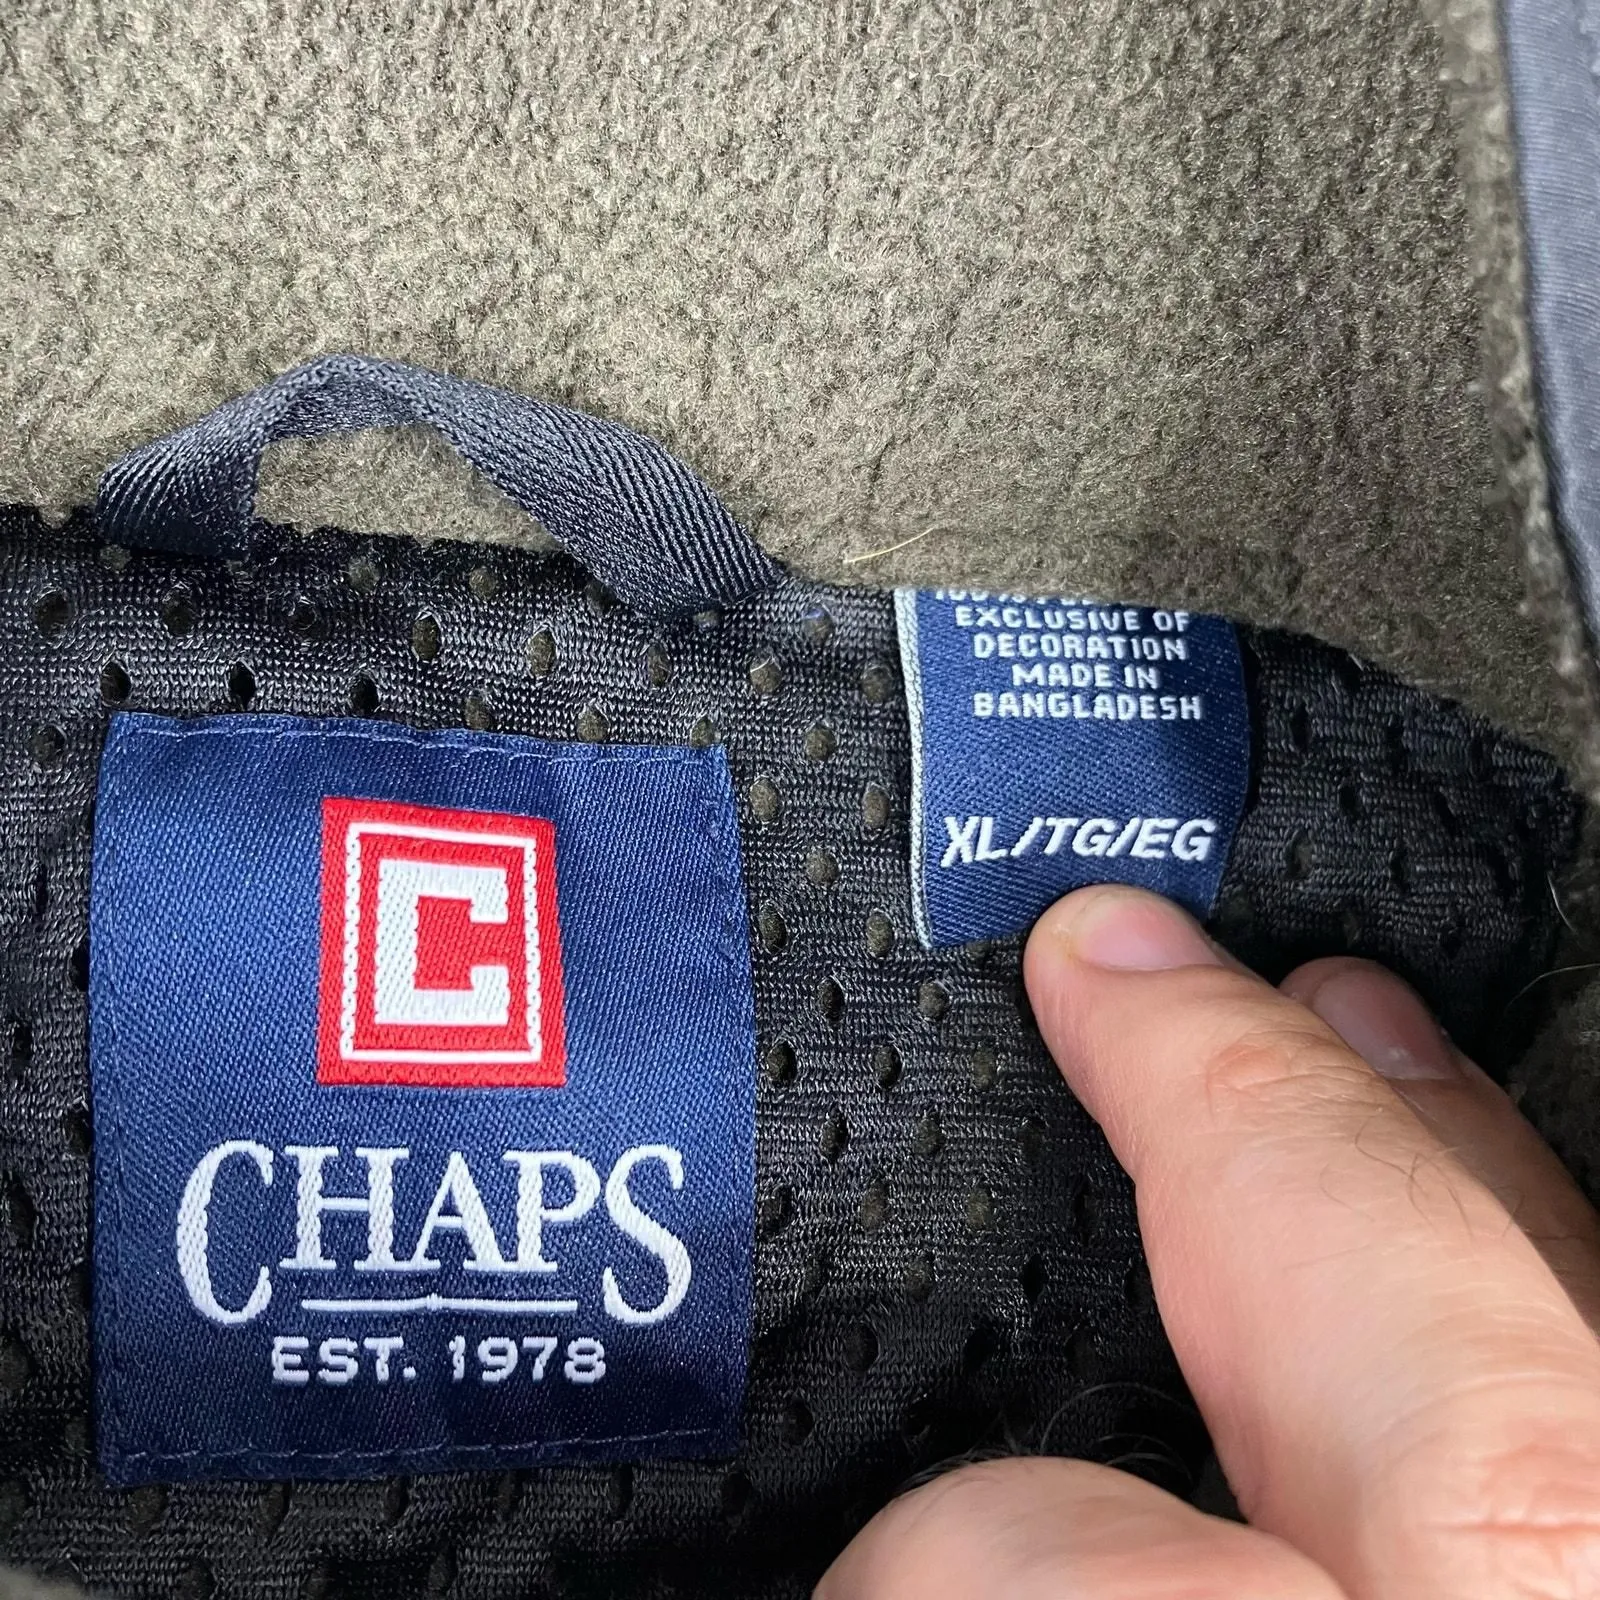 C
CHAPS
EST. 1978
EXCLUSIVE OF
DECORATION
MADE IN
BANGLADESH
XL/TG/EG